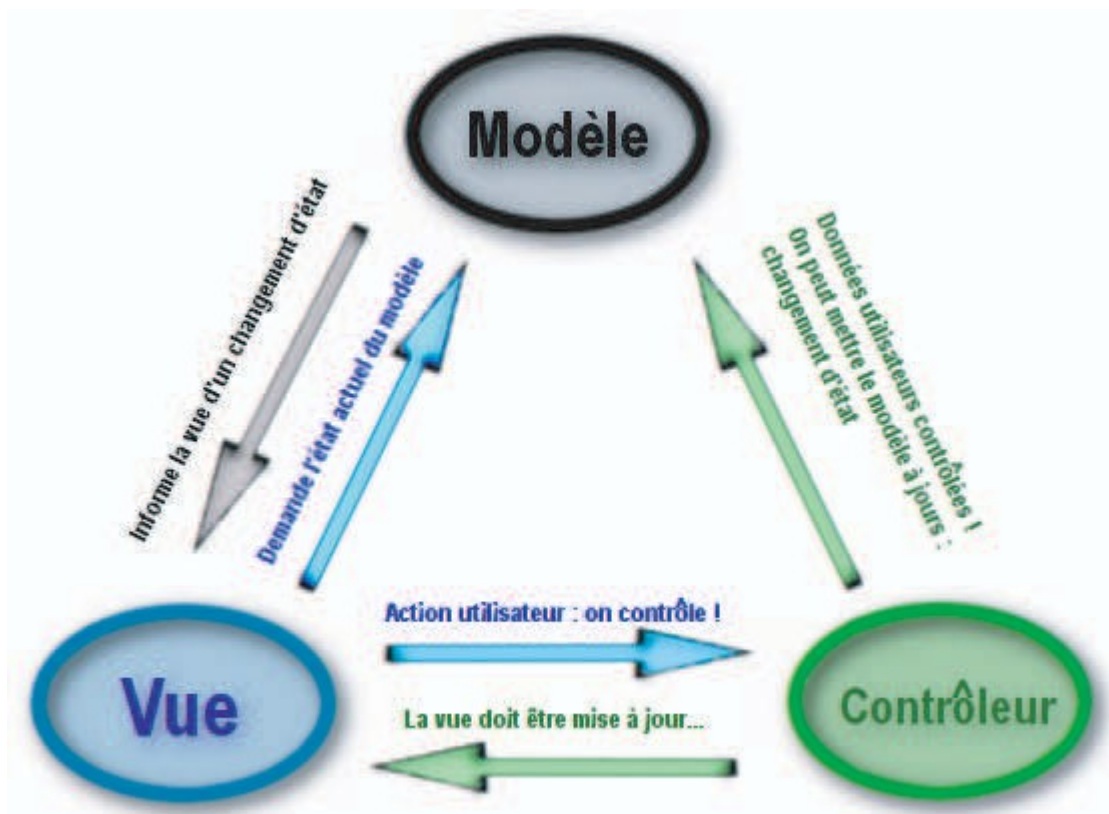 Modèle
Informe la vue d'un changement d'état
Demande l'état actuel du modèle
Données utilisateurs contrôlées !
On peut mettre le modèle à jours :
changement d'état
Action utilisateur : on contrôle !
Vue
Contrôleur
La vue doit être mise à jour...